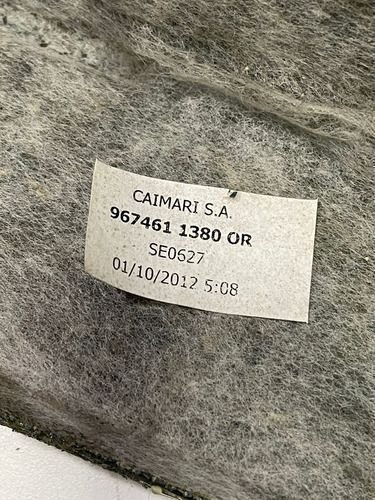 CAIMARI S.A.
967461 1380 OR
SE0627
01/10/2012 5:08